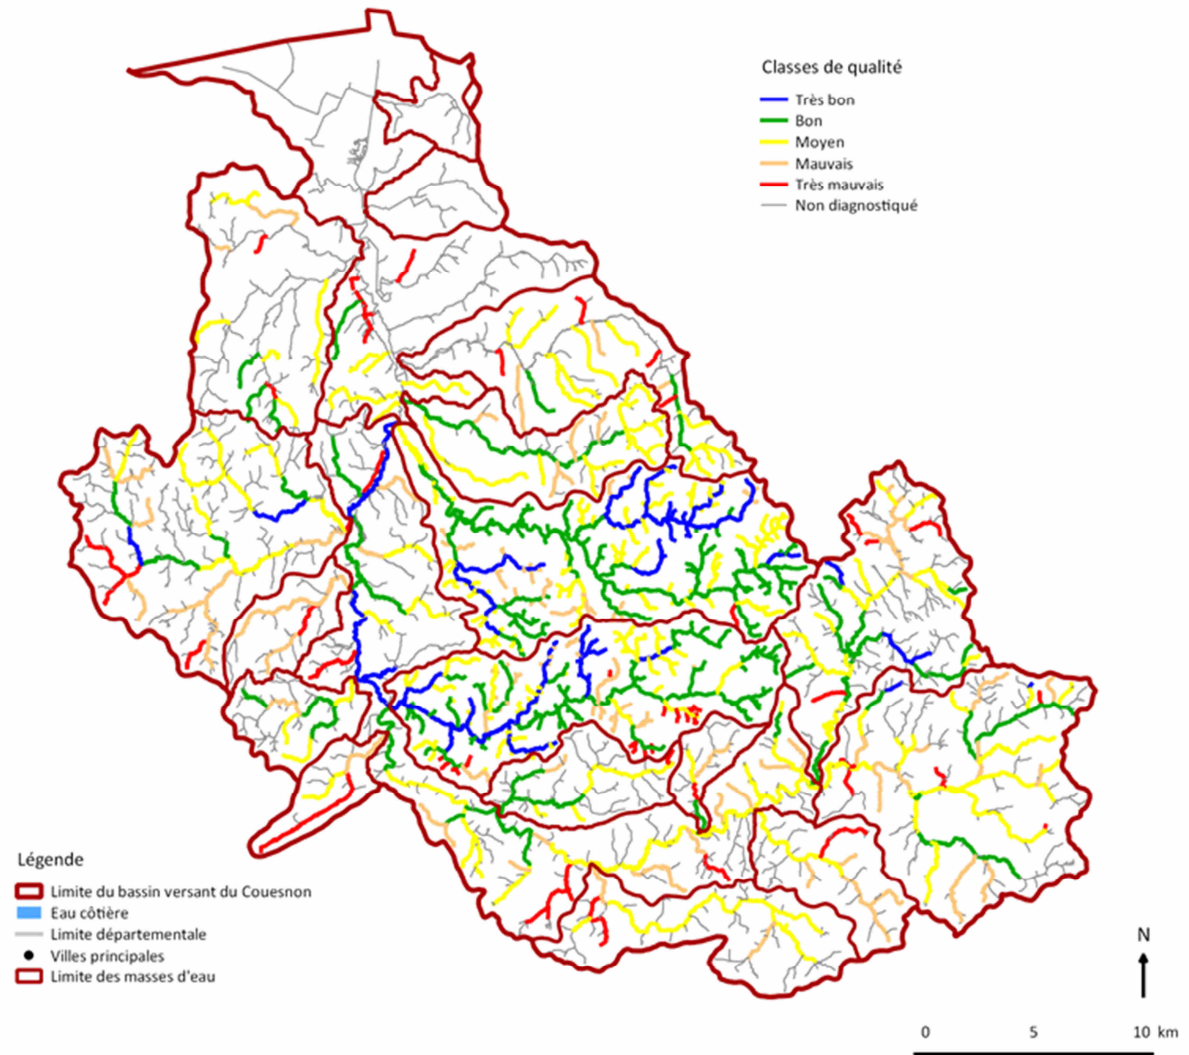 Classes de qualité
Très bon
Bon
Moyen
Mauvais
Très mauvais
Non diagnostiqué
Légende
Limite du bassin versant du Couesnon
Eau côtière
Limite départementale
Villes principales
Limite des masses d'eau
N
0 5 10 km